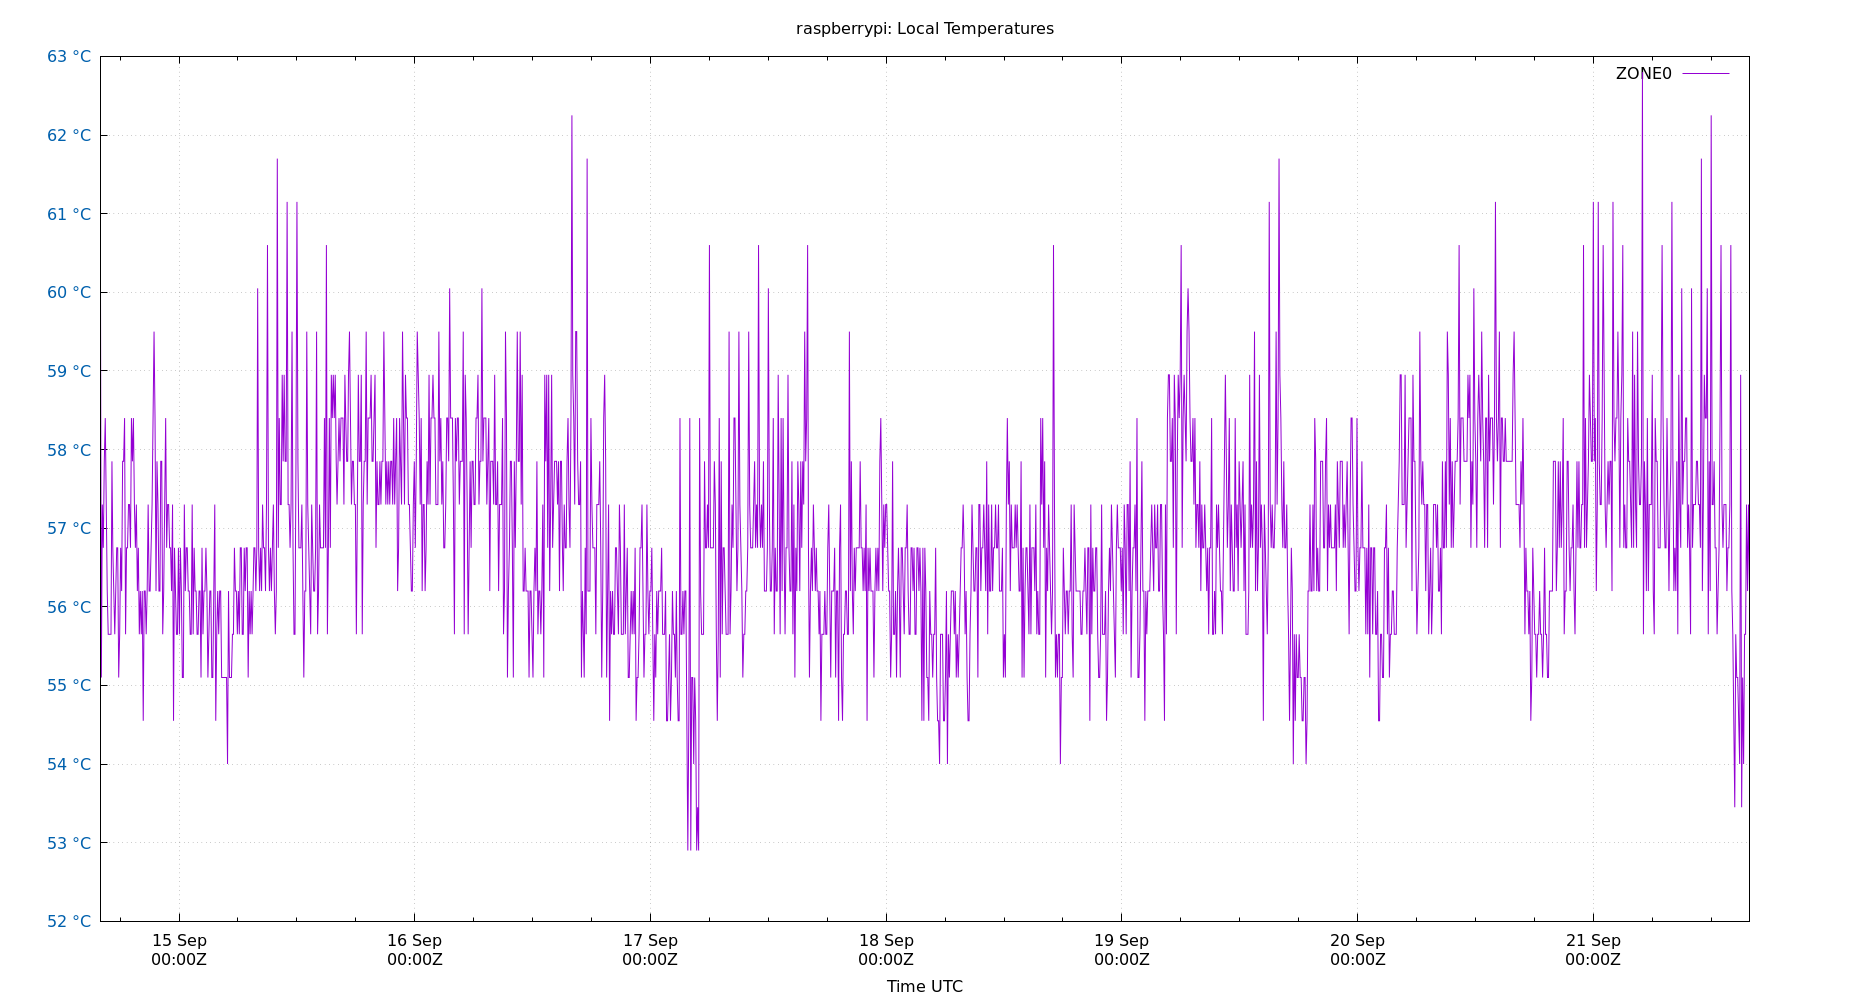 raspberrypi: Local Temperatures
63 °C
ZONE0
62 °C
61 °C
60 °C
59 °C
58 °C
57 °C
56 °C
55 °C
54 °C
53 °C
52 °C
15 Sep 16 Sep 17 Sep 18 Sep 19 Sep 20 Sep 21 Sep
00:00Z 00:00Z 00:00Z 00:00Z 00:00Z 00:00Z 00:00Z
Time UTC